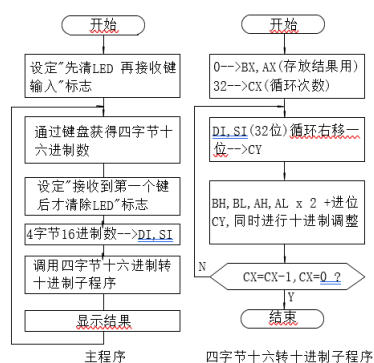 开始
设定"先清LED 再接收键
输入"标志
通过键盘获得四字节十
六进制数
设定"接收到第一个键
后才清除LED"标志
4字节16进制数-->DI,SI
调用四字节十六进制转
十进制子程序
显示结果
主程序
开始
0-->BX,AX(存放结果用)
32-->CX(循环次数)
DI,SI(32位)循环右移一
位-->CY
BH,BL,AH,AL x 2 +进位
CY,同时进行十进制调整
N
CX=CX-1,CX=0 ?
Y
结束
四字节十六转十进制子程序